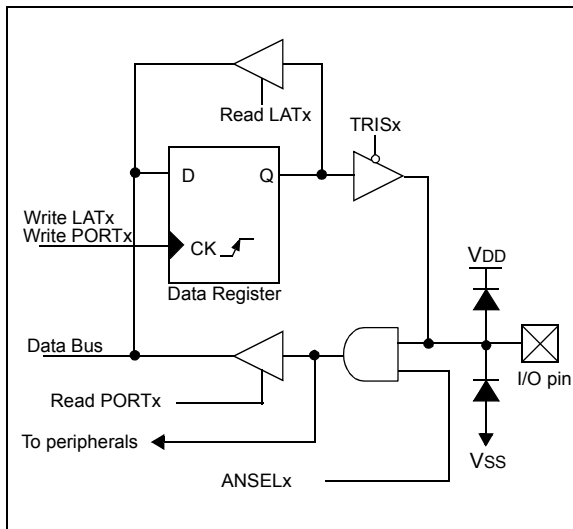 Read LATx
TRISx
D
Q
Write LATx
Write PORTx
CK
Data Register
VDD
Data Bus
I/O pin
Read PORTx
To peripherals
VSS
ANSELx